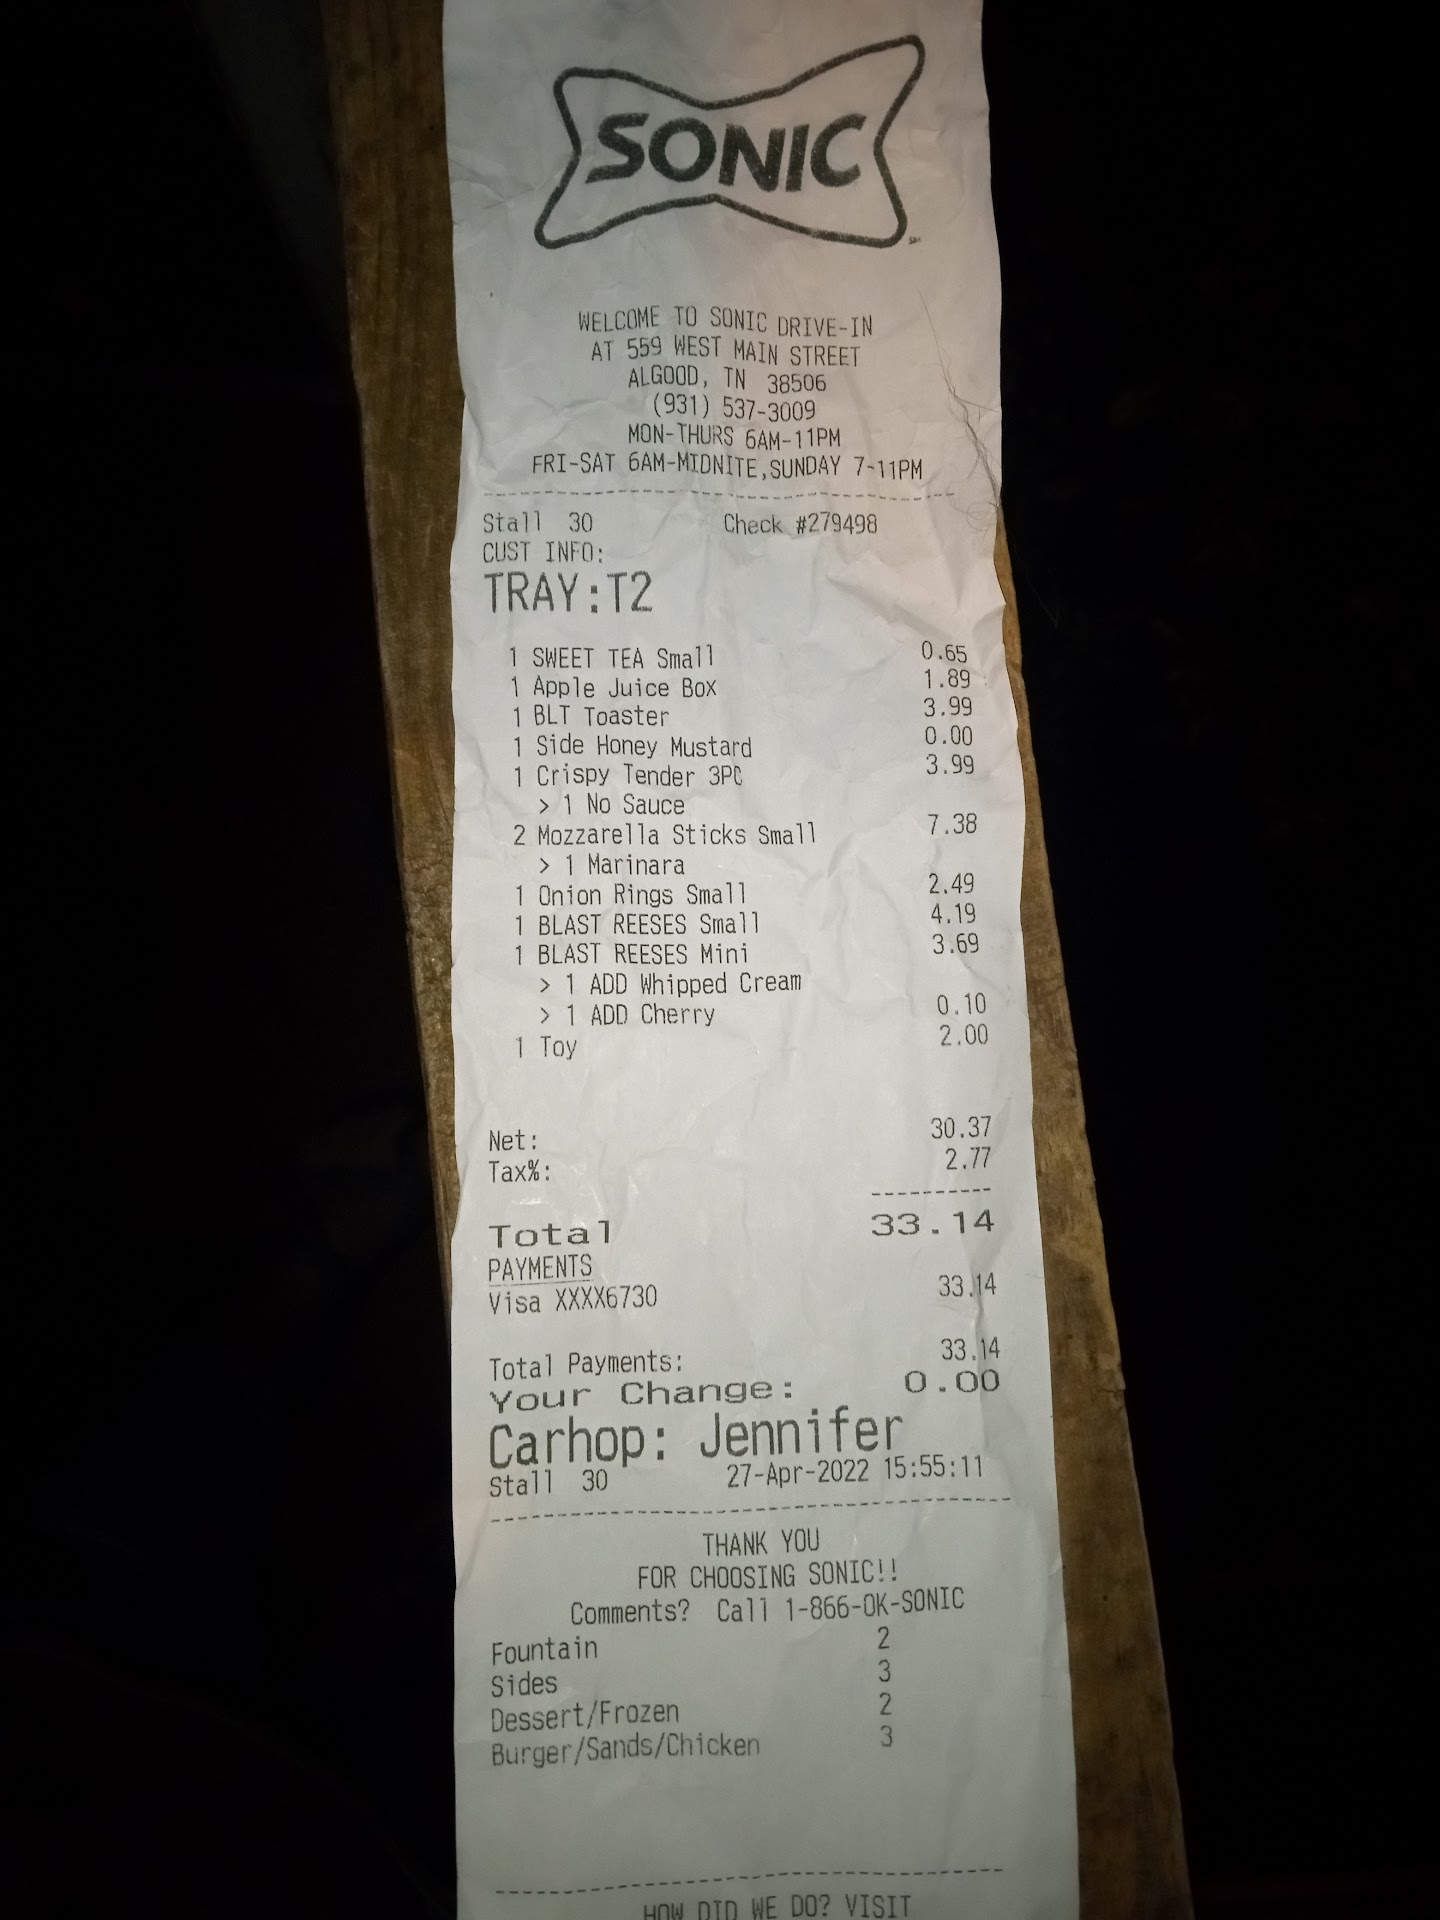 SONIC
SM
WELCOME TO SONIC DRIVE-IN
AT 559 WEST MAIN STREET
ALGOOD, TN 38506
(931) 537-3009
MON-THURS 6AM-11PM
FRI-SAT 6AM-MIDNITE,SUNDAY 7-11PM
Stall 30 Check #279498
CUST INFO:
TRAY:T2
1 SWEET TEA Small 0.65
1 Apple Juice Box 1.89
1 BLT Toaster 3.99
1 Side Honey Mustard 0.00
1 Crispy Tender 3PC 3.99
> 1 No Sauce
2 Mozzarella Sticks Small 7.38
> 1 Marinara
1 Onion Rings Small 2.49
1 BLAST REESES Small 4.19
1 BLAST REESES Mini 3.69
> 1 ADD Whipped Cream
> 1 ADD Cherry 0.10
1 Toy 2.00
Net: 30.37
Tax%: 2.77
Total 33.14
PAYMENTS
Visa XXXX6730 33.14
Total Payments: 33.14
Your Change: 0.00
Carhop: Jennifer
Stall 30 27-Apr-2022 15:55:11
THANK YOU
FOR CHOOSING SONIC!!
Comments? Call 1-866-OK-SONIC
Fountain 2
Sides 3
Dessert/Frozen 2
Burger/Sands/Chicken 3
HOW DID WE DO? VISIT